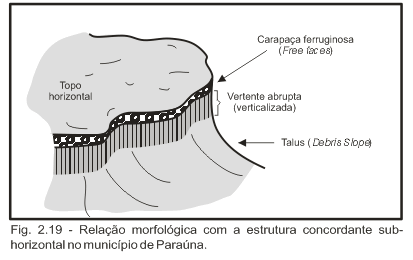 Carapaça ferruginosa
(Free faces)
Topo
horizontal
Vertente abrupta
(verticalizada)
Talus (Debris Slope)
Fig. 2.19 - Relação morfológica com a estrutura concordante sub-
horizontal no município de Paraúna.